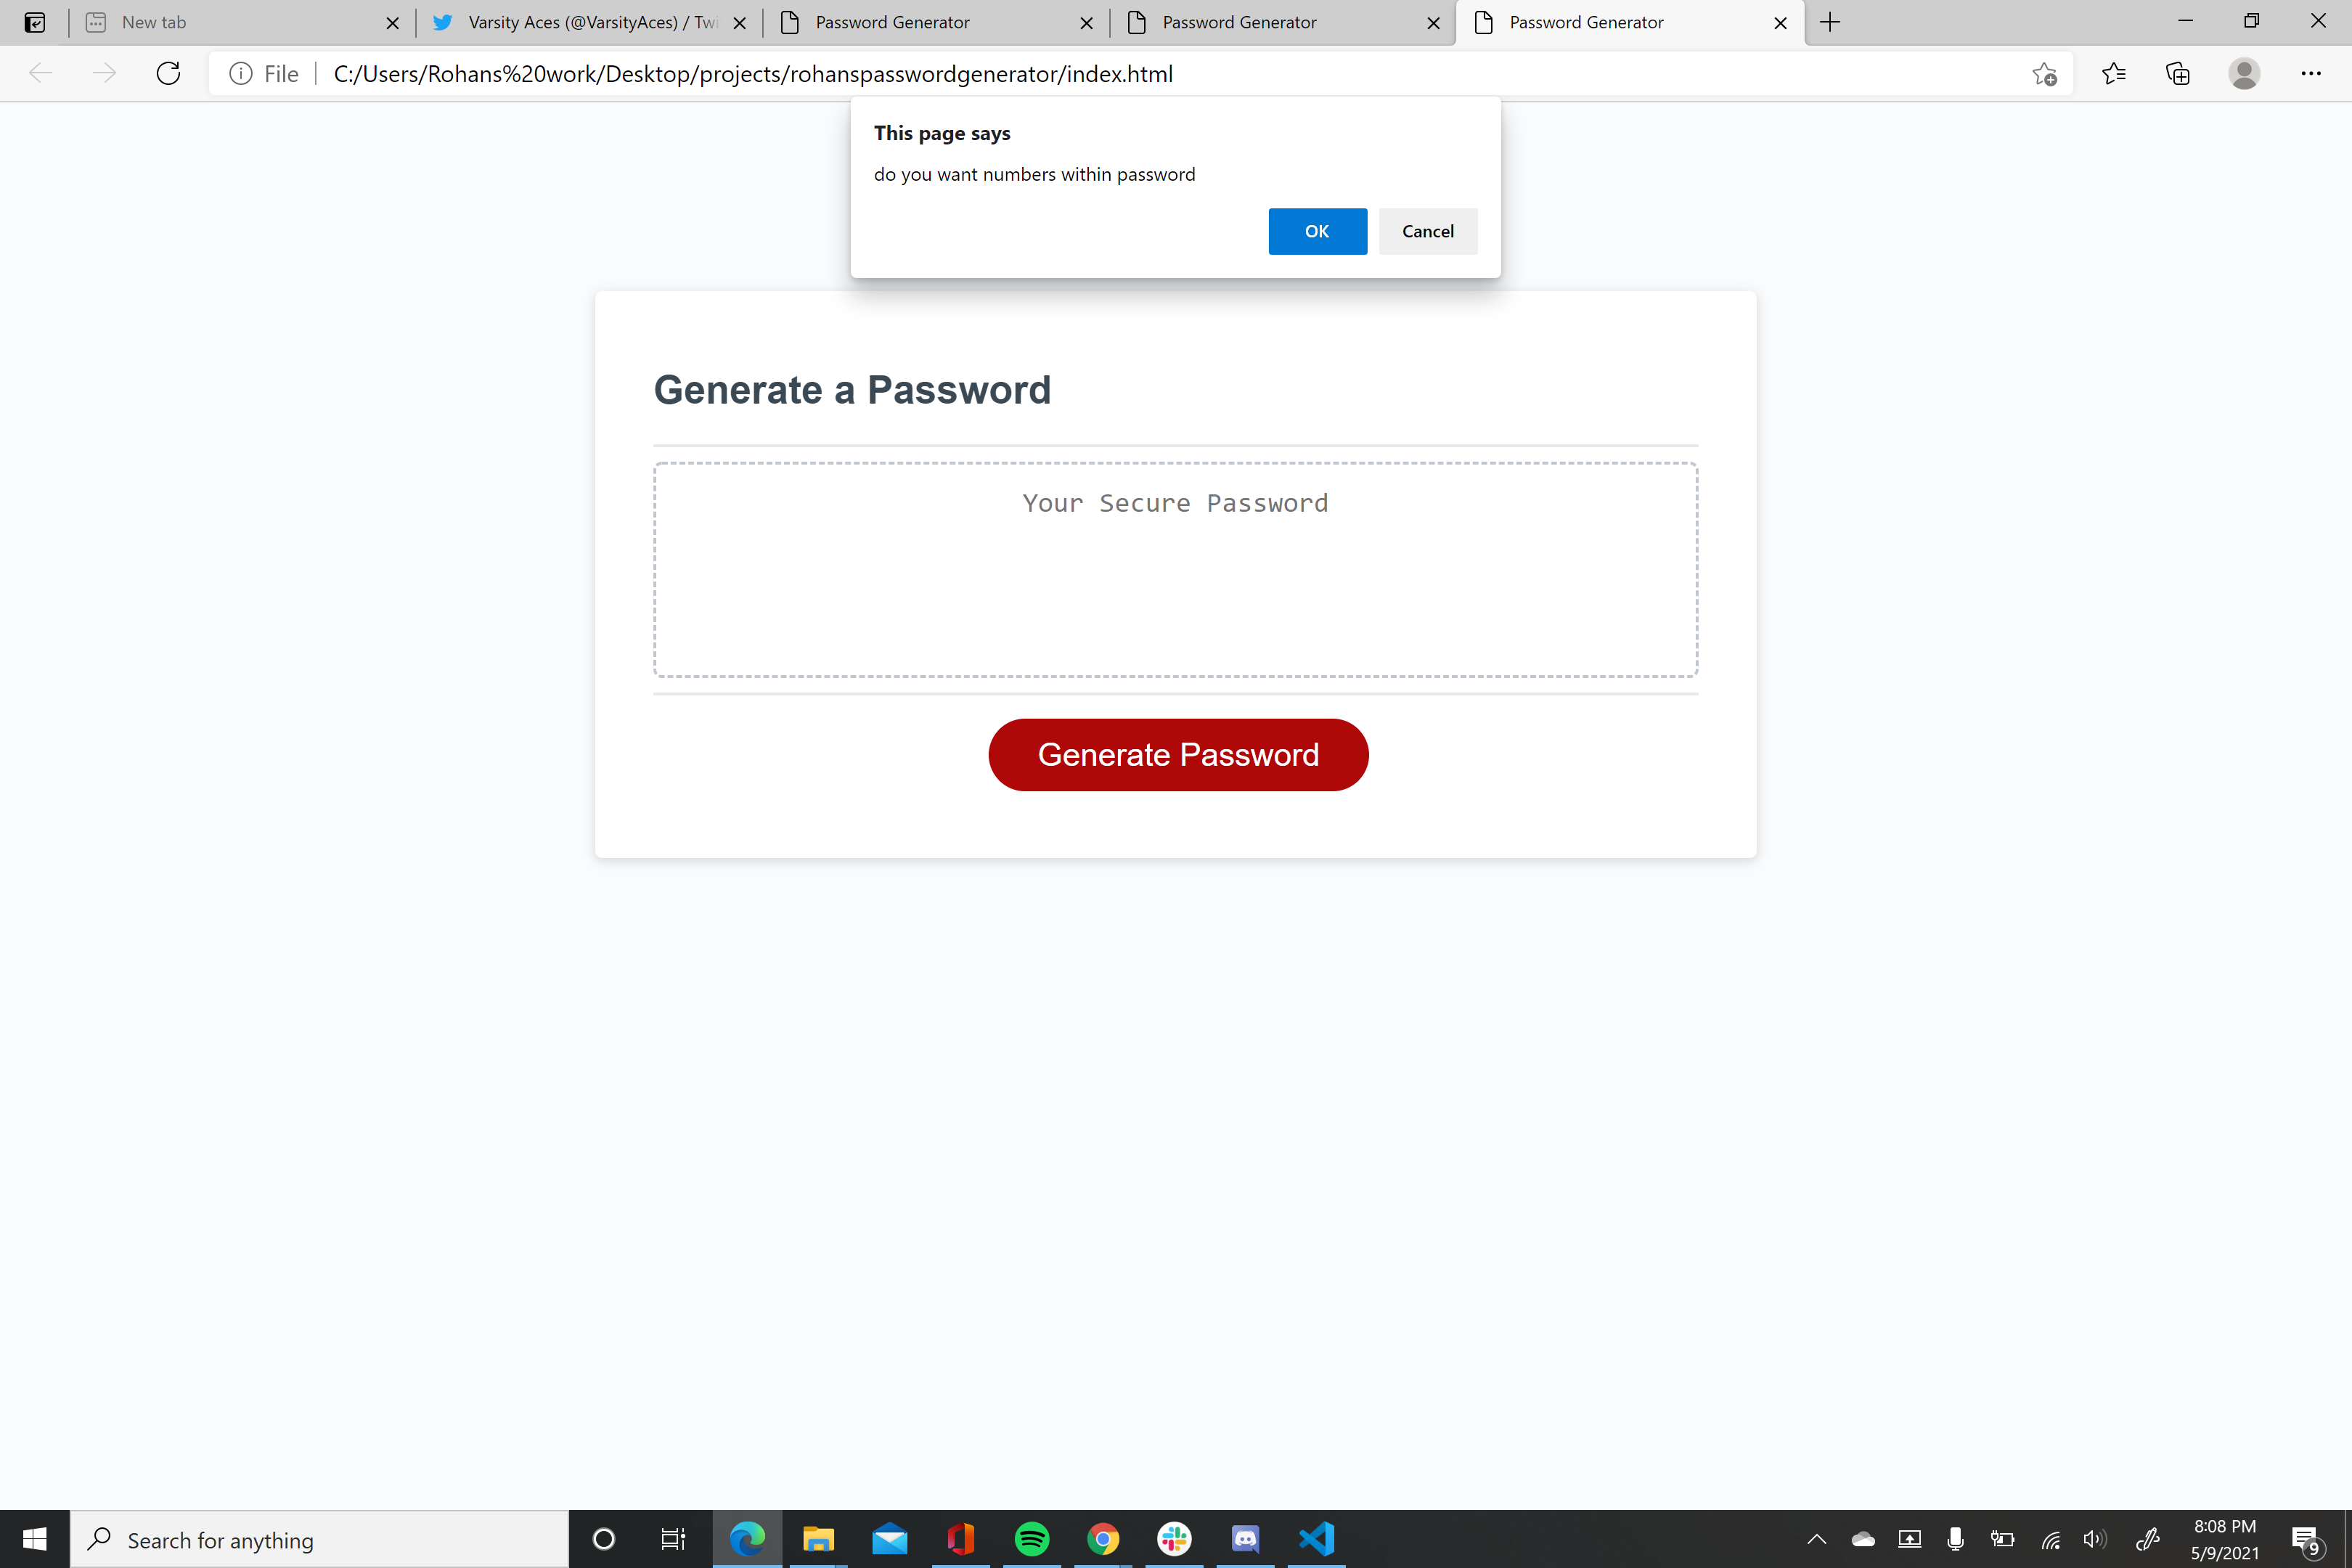 New tab
Varsity Aces (@VarsityAces) / Twi
Password Generator
Password Generator
Password Generator
File
C:/Users/Rohans%20work/Desktop/projects/rohanspasswordgenerator/index.html
This page says
do you want numbers within password
OK
Cancel
Generate a Password
Your Secure Password
Generate Password
Search for anything
8:08 PM
5/9/2021
9